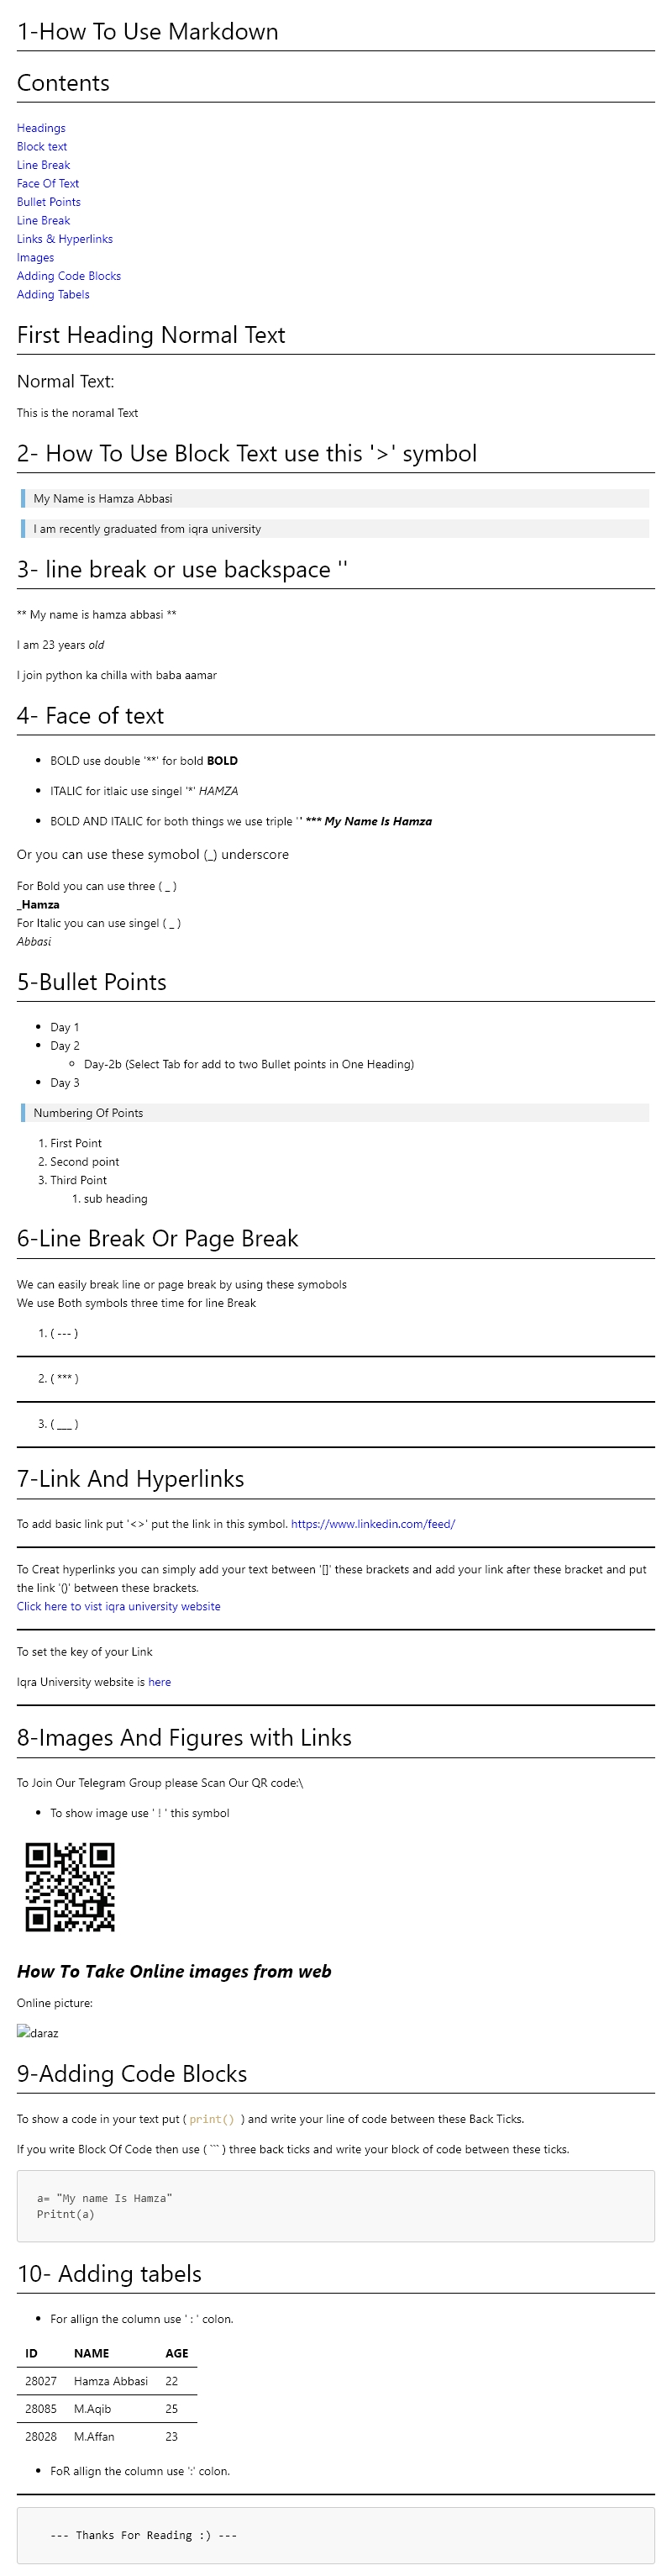 1-How To Use Markdown
Contents
Headings
Block text
Line Break
Face Of Text
Bullet Points
Line Break
Links & Hyperlinks
Images
Adding Code Blocks
Adding Tabels
First Heading Normal Text
Normal Text:
This is the noramal Text
2- How To Use Block Text use this '>' symbol
My Name is Hamza Abbasi
I am recently graduated from iqra university
3- line break or use backspace ''
** My name is hamza abbasi **
I am 23 years old
I join python ka chilla with baba aamar
4- Face of text
• BOLD use double '**' for bold BOLD
• ITALIC for itlaic use singel '*' HAMZA
• BOLD AND ITALIC for both things we use triple '' *** My Name Is Hamza
Or you can use these symobol (_) underscore
For Bold you can use three ( _ )
_Hamza
For Italic you can use singel ( _ )
Abbasi
5-Bullet Points
• Day 1
• Day 2
○ Day-2b (Select Tab for add to two Bullet points in One Heading)
• Day 3
Numbering Of Points
1. First Point
2. Second point
3. Third Point
1. sub heading
6-Line Break Or Page Break
We can easily break line or page break by using these symobols
We use Both symbols three time for line Break
1. ( --- )
2. ( *** )
3. ( ___ )
7-Link And Hyperlinks
To add basic link put '<>' put the link in this symbol. https://www.linkedin.com/feed/
To Creat hyperlinks you can simply add your text between '[]' these brackets and add your link after these bracket and put
the link '()' between these brackets.
Click here to vist iqra university website
To set the key of your Link
Iqra University website is here
8-Images And Figures with Links
To Join Our Telegram Group please Scan Our QR code:\
• To show image use ' ! ' this symbol
How To Take Online images from web
Online picture:
daraz
9-Adding Code Blocks
To show a code in your text put ( print() ) and write your line of code between these Back Ticks.
If you write Block Of Code then use ( ``` ) three back ticks and write your block of code between these ticks.
a= "My name Is Hamza"
Pritnt(a)
10- Adding tabels
• For allign the column use ' : ' colon.
ID NAME AGE
28027 Hamza Abbasi 22
28085 M.Aqib 25
28028 M.Affan 23
• FoR allign the column use ':' colon.
--- Thanks For Reading :) ---